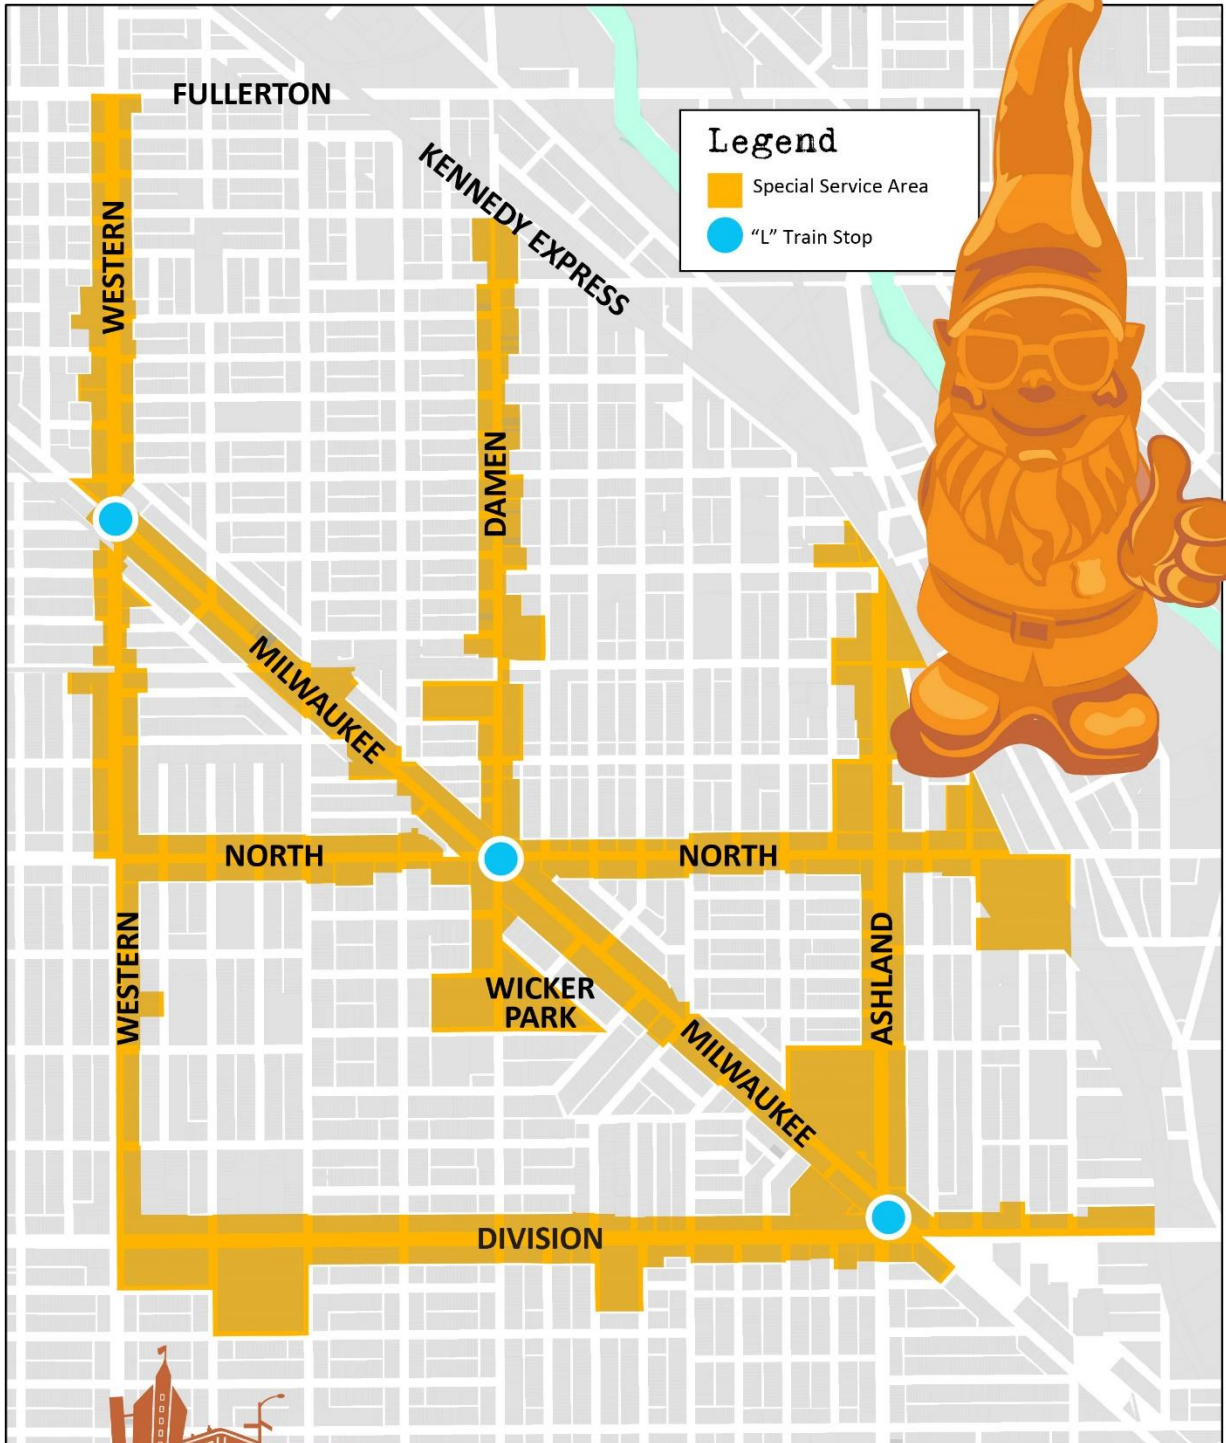 FULLERTON
Legend
KENNEDY EXPRESS
Special Service Area
“L” Train Stop
WESTERN
DAMEN
MILWAUKEE
NORTH
NORTH
WESTERN
ASHLAND
WICKER
PARK
MILWAUKEE
DIVISION